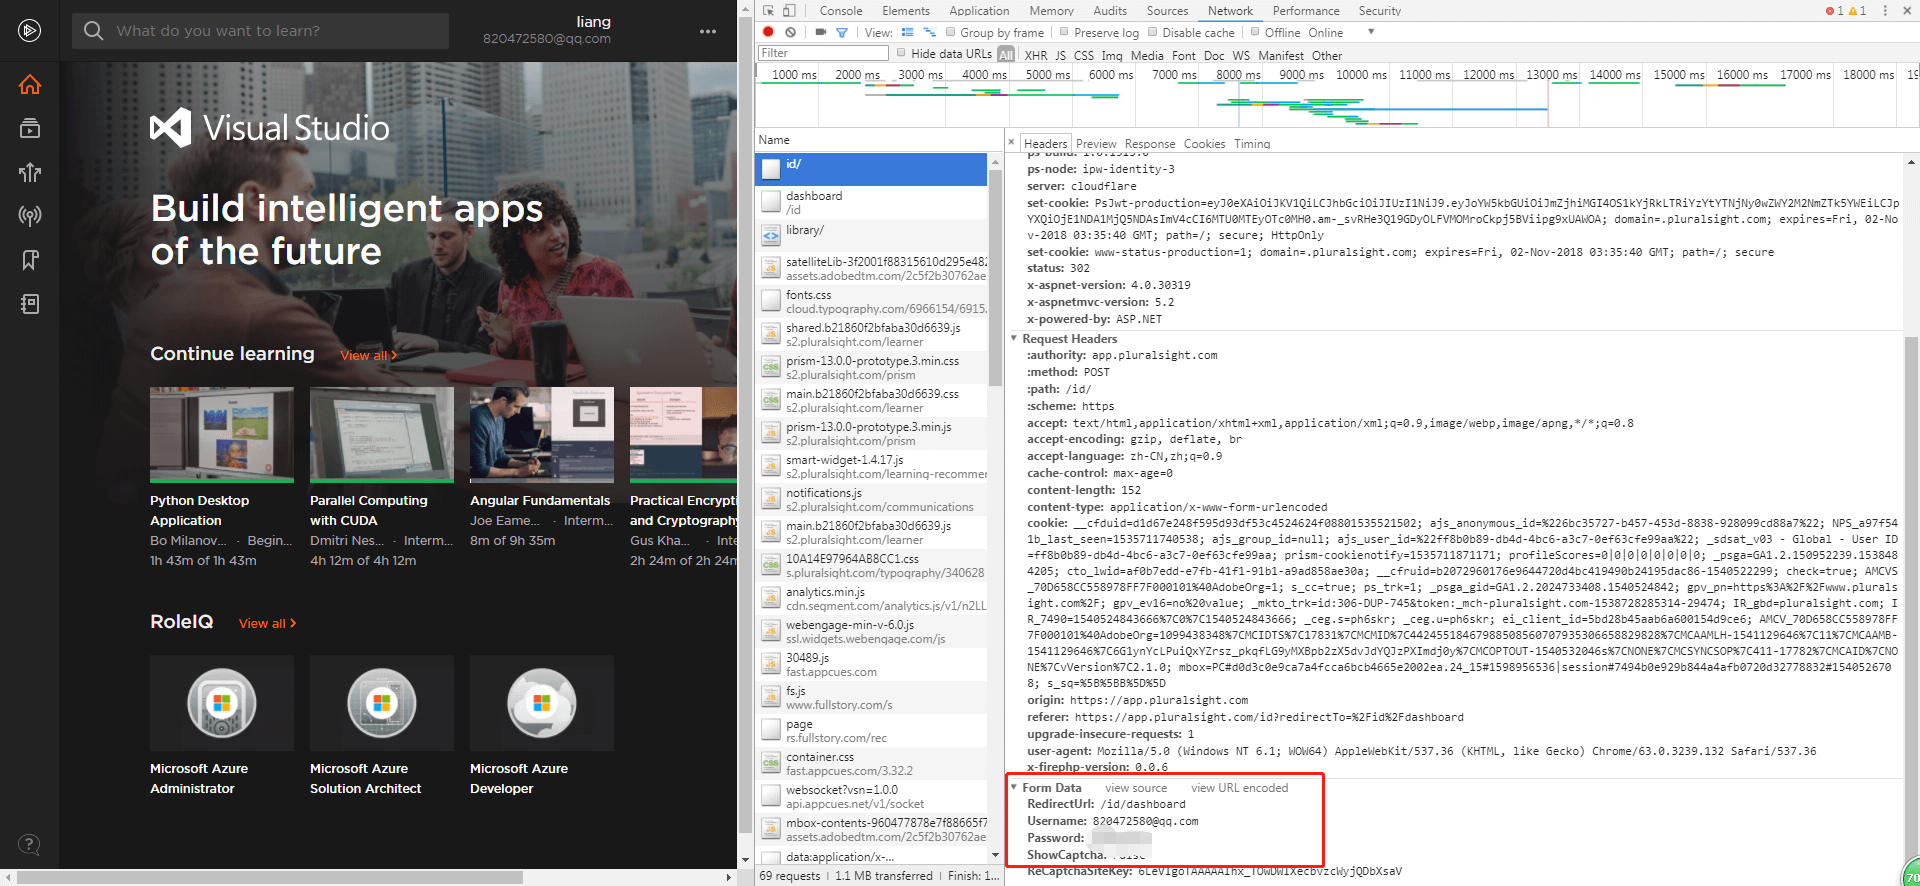 What do you want to learn?
liang
820472580@qq.com
Visual Studio
Build intelligent apps
of the future
Continue learning
View all >
Python Desktop
Application
Bo Milanov... · Begin...
1h 43m of 1h 43m
Parallel Computing
with CUDA
Dmitri Nes... · Interm...
4h 12m of 4h 12m
Angular Fundamentals
Joe Eame... · Interm...
8m of 9h 35m
Practical Encrypti
and Cryptography
Gus Kha... · Inte
2h 24m of 2h 24m
RoleIQ
View all >
Microsoft Azure
Administrator
Microsoft Azure
Solution Architect
Microsoft Azure
Developer
Console Elements Application Memory Audits Sources Network Performance Security
1 1
View: Group by frame Preserve log Disable cache Offline Online
Filter Hide data URLs All XHR JS CSS Img Media Font Doc WS Manifest Other
1000 ms 2000 ms 3000 ms 4000 ms 5000 ms 6000 ms 7000 ms 8000 ms 9000 ms 10000 ms 11000 ms 12000 ms 13000 ms 14000 ms 15000 ms 16000 ms 17000 ms 18000 ms
Name
id/
dashboard
/id
library/
satelliteLib-3f2001f88315610d295e482
assets.adobedtm.com/2c5f2b30762ae
fonts.css
cloud.typography.com/6966154/6915.
shared.b21860f2bfaba30d6639.js
s2.pluralsight.com/learner
prism-13.0.0-prototype.3.min.css
s2.pluralsight.com/prism
main.b21860f2bfaba30d6639.css
s2.pluralsight.com/learner
prism-13.0.0-prototype.3.min.js
s2.pluralsight.com/prism
smart-widget-1.4.17.js
s2.pluralsight.com/learning-recommer
notifications.js
s2.pluralsight.com/communications
main.b21860f2bfaba30d6639.js
s2.pluralsight.com/learner
10A14E97964AB8CC1.css
s.pluralsight.com/typography/340628
analytics.min.js
cdn.segment.com/analytics.js/v1/n2LL
webengage-min-v-6.0.js
ssl.widgets.webengage.com/js
30489.js
fast.appcues.com
fs.js
www.fullstory.com/s
page
rs.fullstory.com/rec
container.css
fast.appcues.com/3.32.2
websocket?vsn=1.0.0
api.appcues.net/v1/socket
mbox-contents-960477878e7f88665f7
assets.adobedtm.com/2c5f2b30762ae
data:application/x-...
69 requests | 1.1 MB transferred | Finish: 1...
Headers Preview Response Cookies Timing
ps-node: ipw-identity-3
server: cloudflare
set-cookie: PsJwt-production=eyJ0eXAiOiJKV1QiLCJhbGciOiJIUzI1NiJ9.eyJoYW5kbGUiOiJmZjhiMGI4OS1kYjRkLTRiYzYtYTNjNy0wZWY2M2NmZTk5YWEiLCJp
YXQiOjE1NDA1MjQ5NDAsImV4cCI6MTU0MTEyOTc0MH0.am-_svRHe3Q19GDyOLFVMOMroCkpj5BViipg9xUAWOA; domain=.pluralsight.com; expires=Fri, 02-No
v-2018 03:35:40 GMT; path=/; secure; HttpOnly
set-cookie: www-status-production=1; domain=.pluralsight.com; expires=Fri, 02-Nov-2018 03:35:40 GMT; path=/; secure
status: 302
x-aspnet-version: 4.0.30319
x-aspnetmvc-version: 5.2
x-powered-by: ASP.NET
Request Headers
:authority: app.pluralsight.com
:method: POST
:path: /id/
:scheme: https
accept: text/html,application/xhtml+xml,application/xml;q=0.9,image/webp,image/apng,*/*;q=0.8
accept-encoding: gzip, deflate, br
accept-language: zh-CN,zh;q=0.9
cache-control: max-age=0
content-length: 152
content-type: application/x-www-form-urlencoded
cookie: __cfduid=d1d67e248f595d93df53c4524624f08801535521502; ajs_anonymous_id=%226bc35727-b457-453d-8838-928099cd88a7%22; NPS_a97f54
1b_last_seen=1535711740538; ajs_group_id=null; ajs_user_id=%22ff8b0b89-db4d-4bc6-a3c7-0ef63cfe99aa%22; _sdsat_v03 - Global - User ID
=ff8b0b89-db4d-4bc6-a3c7-0ef63cfe99aa; prism-cookienotify=1535711871171; profileScores=0|0|0|0|0|0|0; _psga=GA1.2.150952239.153848
4205; cto_lwid=af0b7edd-e7fb-41f1-91b1-a9ad858ae30a; __cfruid=b2072960176e9644720d4bc419490b24195dac86-1540522299; check=true; AMCVS
_70D658CC558978FF7F000101%40AdobeOrg=1; s_cc=true; ps_trk=1; _psga_gid=GA1.2.2024733408.1540524842; gpv_pn=https%3A%2F%2Fwww.plurals
ight.com%2F; gpv_ev16=no%20value; _mkto_trk=id:306-DUP-745&token:_mch-pluralsight.com-1538728285314-29474; IR_gbd=pluralsight.com; I
R_7490=1540524843666%7C0%7C1540524843666; _ceg.s=ph6skr; _ceg.u=ph6skr; ei_client_id=5bd28b45aab6a600154d9ce6; AMCV_70D658CC558978FF
7F000101%40AdobeOrg=1099438348%7CMCIDTS%7C17831%7CMCMID%7C44245518467988508560707935306658829828%7CMCAAMLH-1541129646%7C11%7CMCAAMB-
1541129646%7C6G1ynYcLPuiQxYZrsz_pkqfLG9yMXBpb2zX5dvJdYQJzPXImdj0y%7CMCOPTOUT-1540532046s%7CNONE%7CMCSYNCSOP%7C411-17782%7CMCAID%7CNO
NE%7CvVersion%7C2.1.0; mbox=PC#d0d3c0e9ca7a4fcca6bcb4665e2002ea.24_15#1598956536|session#7494b0e929b844a4afb0720d32778832#154052670
8; s_sq=%5B%5BB%5D%5D
origin: https://app.pluralsight.com
referer: https://app.pluralsight.com/id?redirectTo=%2Fid%2Fdashboard
upgrade-insecure-requests: 1
user-agent: Mozilla/5.0 (Windows NT 6.1; WOW64) AppleWebKit/537.36 (KHTML, like Gecko) Chrome/63.0.3239.132 Safari/537.36
x-firephp-version: 0.0.6
Form Data view source view URL encoded
RedirectUrl: /id/dashboard
Username: 820472580@qq.com
Password:
ShowCaptcha:
ReCaptchaSiteKey:
70